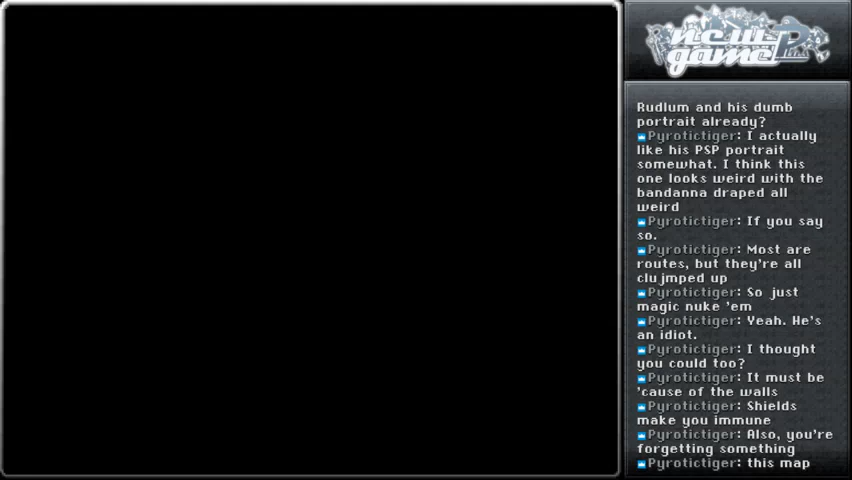 new
game
Rudlum and his dumb
portrait already?
Pyrotictiger: I actually
like his PSP portrait
somewhat. I think this
one looks weird with the
bandanna draped all
weird
Pyrotictiger: If you say
so.
Pyrotictiger: Most are
routes, but they're all
clujmped up
Pyrotictiger: So just
magic nuke 'em
Pyrotictiger: Yeah. He's
an idiot.
Pyrotictiger: I thought
you could too?
Pyrotictiger: It must be
'cause of the walls
Pyrotictiger: Shields
make you immune
Pyrotictiger: Also, you're
forgetting something
Pyrotictiger: this map